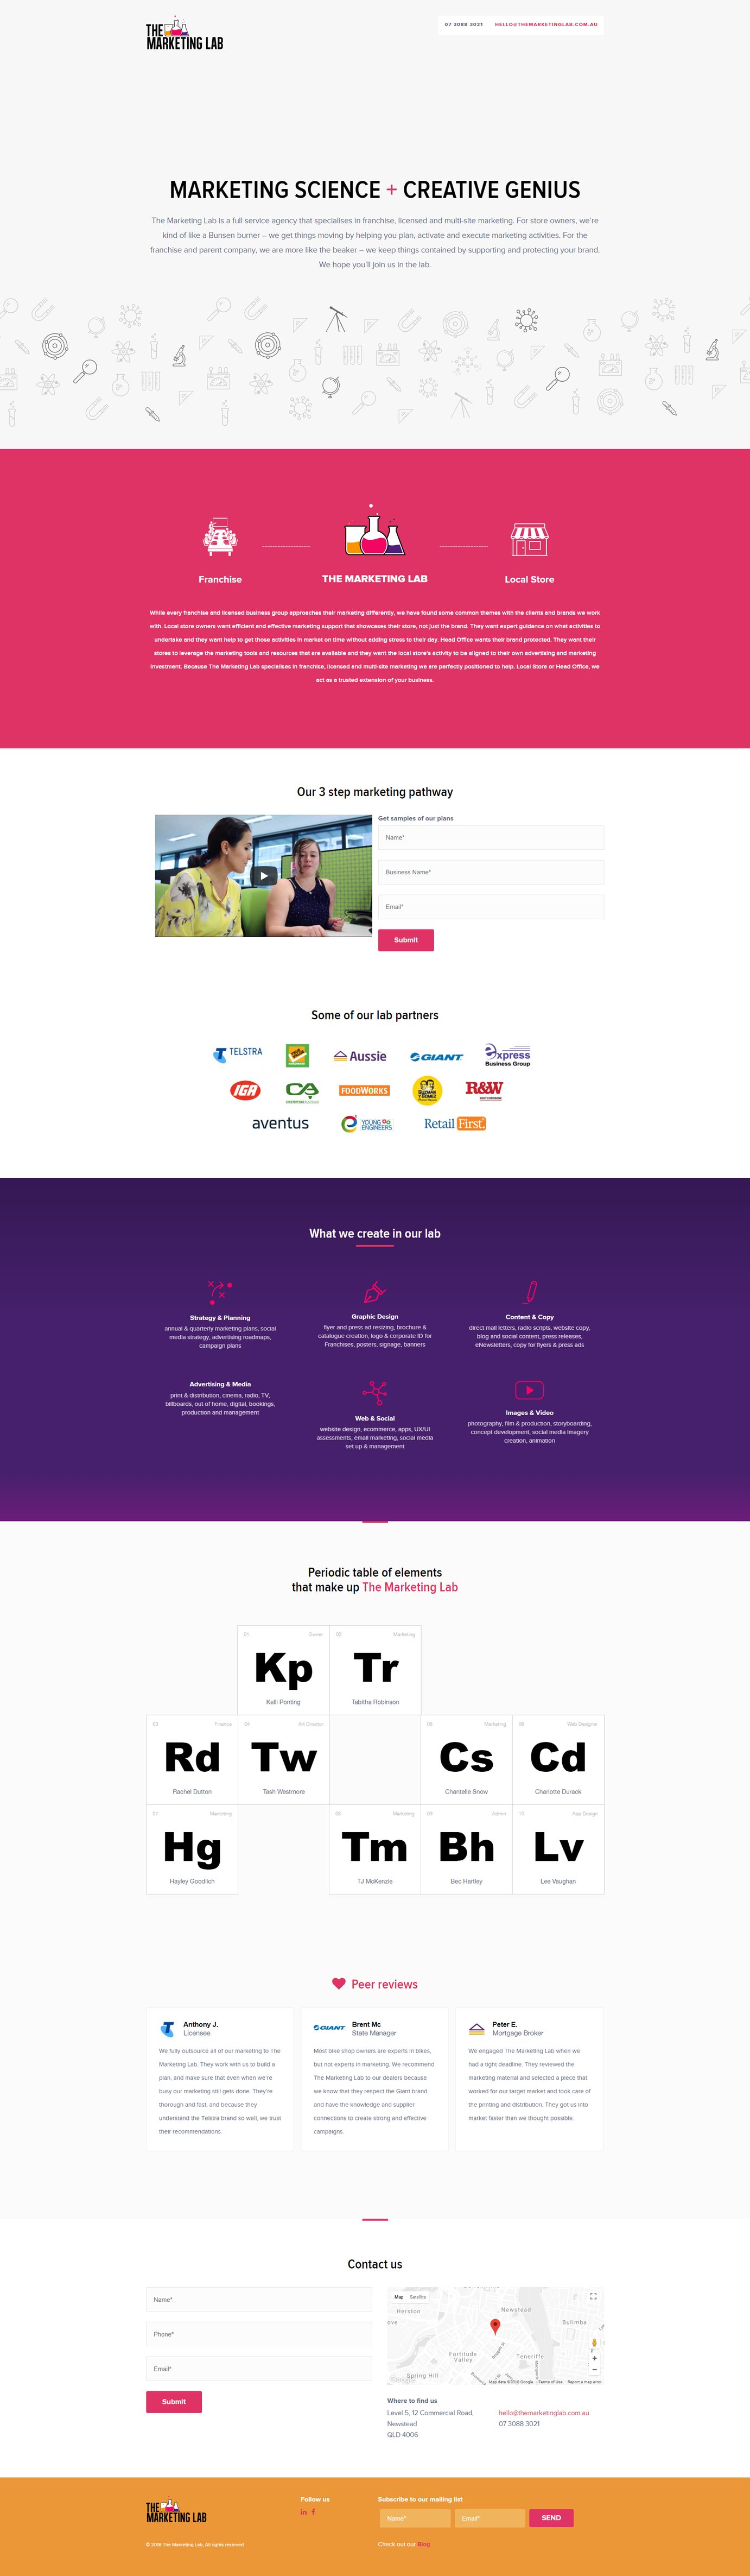 THE
MARKETING LAB
07 3088 3021 HELLO@THEMARKETINGLAB.COM.AU
MARKETING SCIENCE + CREATIVE GENIUS
The Marketing Lab is a full service agency that specialises in franchise, licensed and multi-site marketing. For store owners, we're
kind of like a Bunsen burner – we get things moving by helping you plan, activate and execute marketing activities. For the
franchise and parent company, we are more like the beaker – we keep things contained by supporting and protecting your brand.
We hope you'll join us in the lab.
Franchise
THE MARKETING LAB
Local Store
While every franchise and licensed business group approaches their marketing differently, we have found some common themes with the clients and brands we work
with. Local store owners want efficient and effective marketing support that showcases their store, not just the brand. They want expert guidance on what activities to
undertake and they want help to get those activities in market on time without adding stress to their day. Head Office wants their brand protected. They want their
stores to leverage the marketing tools and resources that are available and they want the local store's activity to be aligned to their own advertising and marketing
investment. Because The Marketing Lab specialises in franchise, licensed and multi-site marketing we are perfectly positioned to help. Local Store or Head Office, we
act as a trusted extension of your business.
Our 3 step marketing pathway
Get samples of our plans
Name*
Business Name*
Email*
Submit
Some of our lab partners
TELSTRA
Aussie
GIANT
express
Business Group
IGA
CA
FOODWORKS
R&W
aventus
YOUNG
ENGINEERS
Retail First
What we create in our lab
Strategy & Planning
annual & quarterly marketing plans, social
media strategy, advertising roadmaps,
campaign plans
Graphic Design
flyer and press ad resizing, brochure &
catalogue creation, logo & corporate ID for
Franchises, posters, signage, banners
Content & Copy
direct mail letters, radio scripts, website copy,
blog and social content, press releases,
eNewsletters, copy for flyers & press ads
Advertising & Media
print & distribution, cinema, radio, TV,
billboards, out of home, digital, bookings,
production and management
Web & Social
website design, ecommerce, apps, UX/UI
assessments, email marketing, social media
set up & management
Images & Video
photography, film & production, storyboarding,
concept development, social media imagery
creation, animation
Periodic table of elements
that make up The Marketing Lab
01 Owner
Kp
Kelli Ponting
02 Marketing
Tr
Tabitha Robinson
03 Finance
Rd
Rachel Dutton
Art Director
Tw
Tash Westmore
Marketing
Cs
Chantelle Snow
Web Designer
Cd
Charlotte Durack
07 Marketing
Hg
Hayley Goodlich
Marketing
Tm
TJ McKenzie
09 Admin
Bh
Bec Hartley
10 App Design
Lv
Lee Vaughan
Peer reviews
Anthony J.
Licensee
We fully outsource all of our marketing to The
Marketing Lab. They work with us to build a
plan, and make sure that even when we're
busy our marketing still gets done. They're
thorough and fast, and because they
understand the Telstra brand so well, we trust
their recommendations.
GIANT
Brent Mc
State Manager
Most bike shop owners are experts in bikes,
but not experts in marketing. We recommend
The Marketing Lab to our dealers because
we know that they respect the Giant brand
and have the knowledge and supplier
connections to create strong and effective
campaigns.
Peter E.
Mortgage Broker
We engaged The Marketing Lab when we
had a tight deadline. They reviewed the
marketing material and selected a piece that
worked for our target market and took care of
the printing and distribution. They got us into
market faster than we thought possible.
Contact us
Name*
Phone*
Email*
Submit
Map Satellite
Herston
Newstead
Bulimba
Fortitude
Valley
Teneriffe
Spring Hill
Map data ©2018 Google Terms of Use Report a map error
Where to find us
Level 5, 12 Commercial Road,
Newstead
QLD 4006
hello@themarketinglab.com.au
07 3088 3021
THE
MARKETING LAB
© 2018 The Marketing Lab, All rights reserved
Follow us
in f
Subscribe to our mailing list
Name* Email* SEND
Check out our Blog